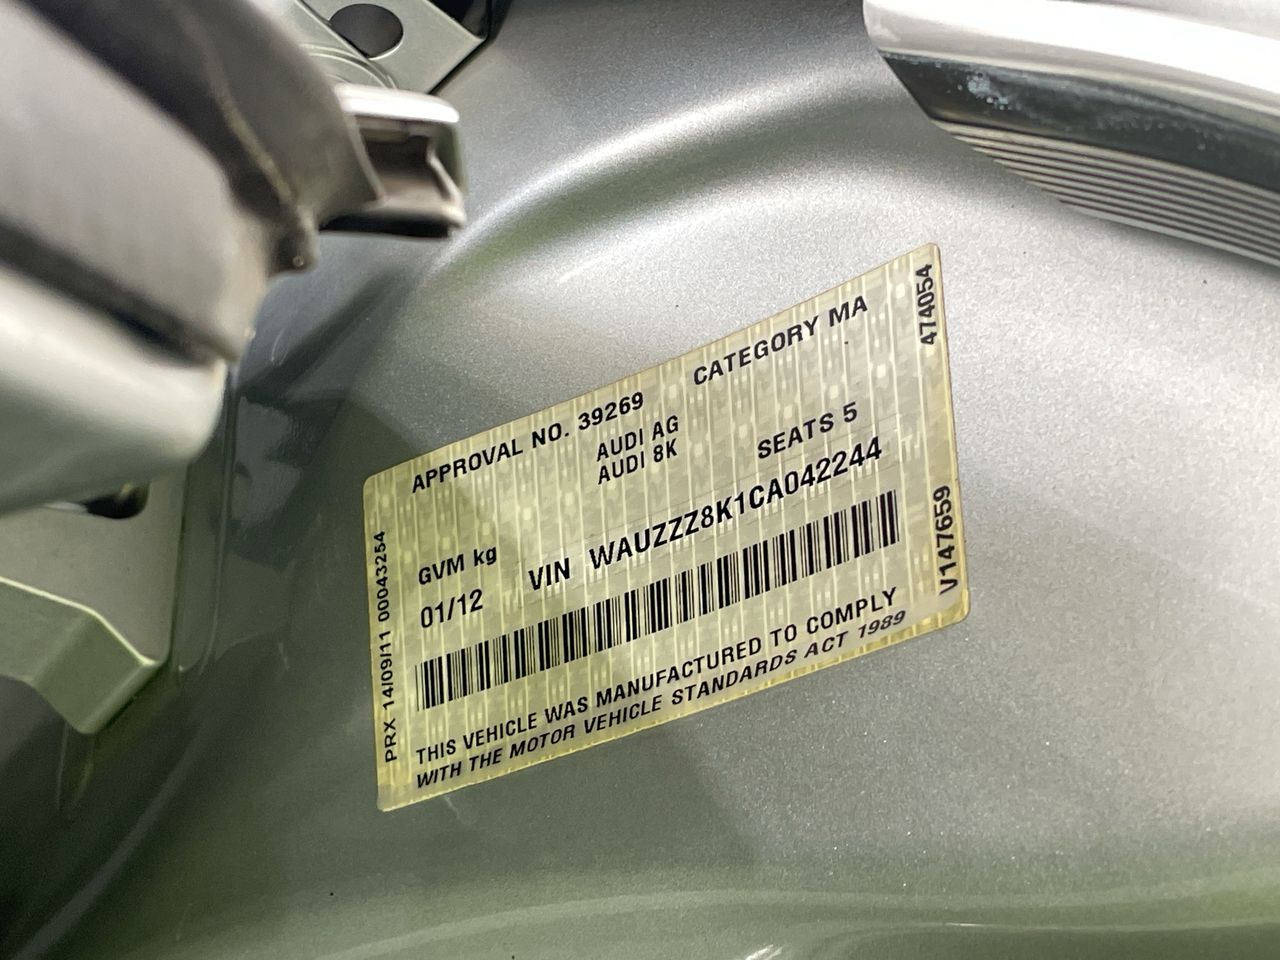 APPROVAL NO. 39269
CATEGORY MA
AUDI AG
AUDI 8K
SEATS 5
GVM kg
01/12
VIN WAUZZZ8K1CA042244
THIS VEHICLE WAS MANUFACTURED TO COMPLY
WITH THE MOTOR VEHICLE STANDARDS ACT 1989
PRX 14/09/11 00043254
474054
V147659